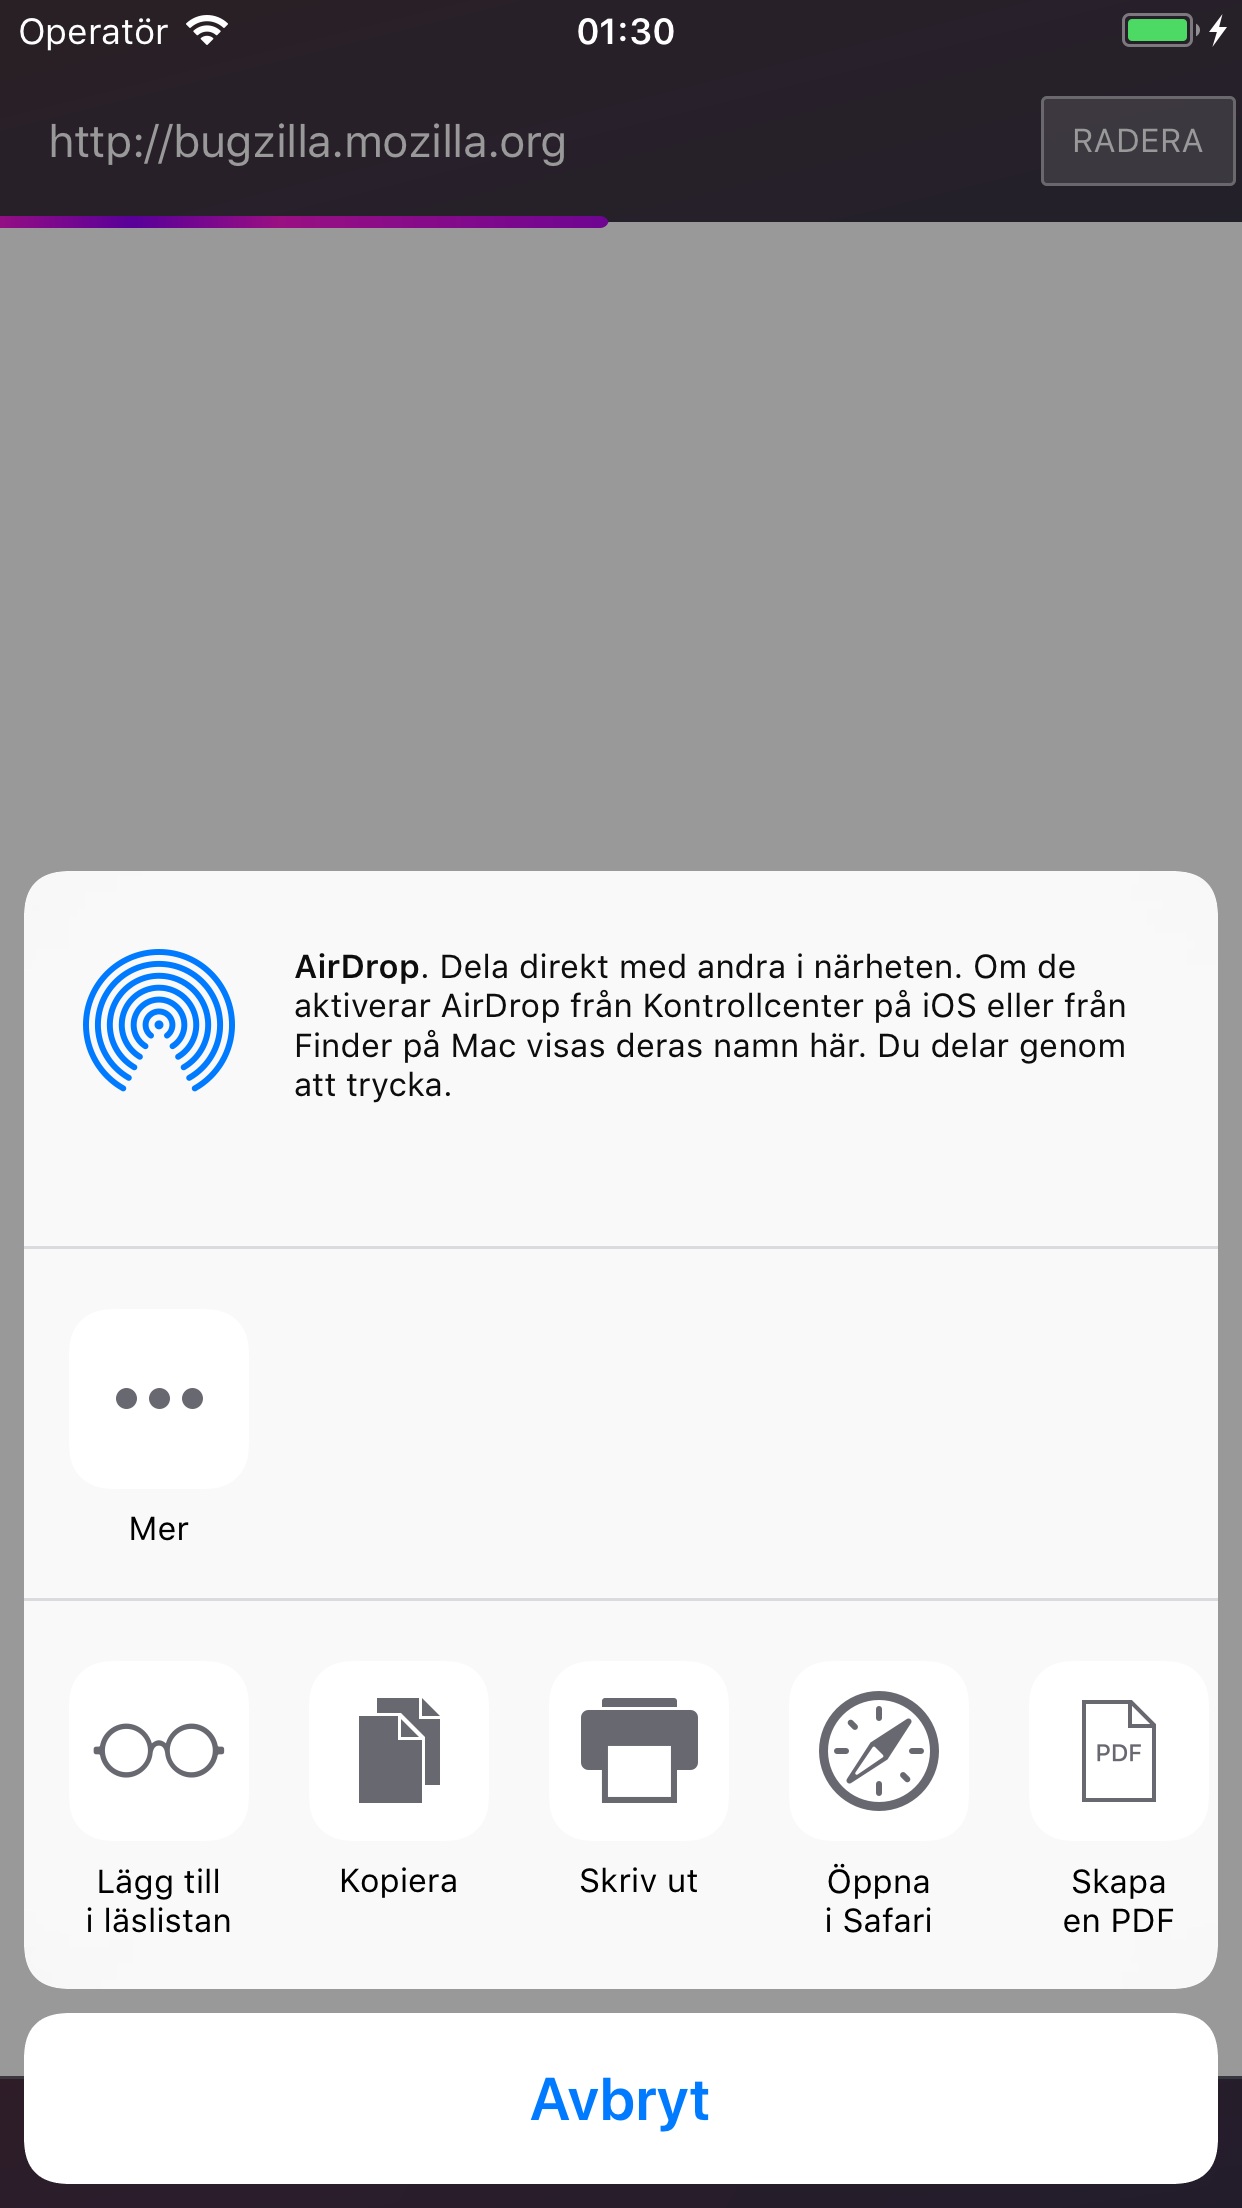 Operatör
01:30
http://bugzilla.mozilla.org
RADERA
AirDrop. Dela direkt med andra i närheten. Om de
aktiverar AirDrop från Kontrollcenter på iOS eller från
Finder på Mac visas deras namn här. Du delar genom
att trycka.
Mer
Lägg till
i läslistan
Kopiera
Skriv ut
Öppna
i Safari
PDF
Skapa
en PDF
Avbryt